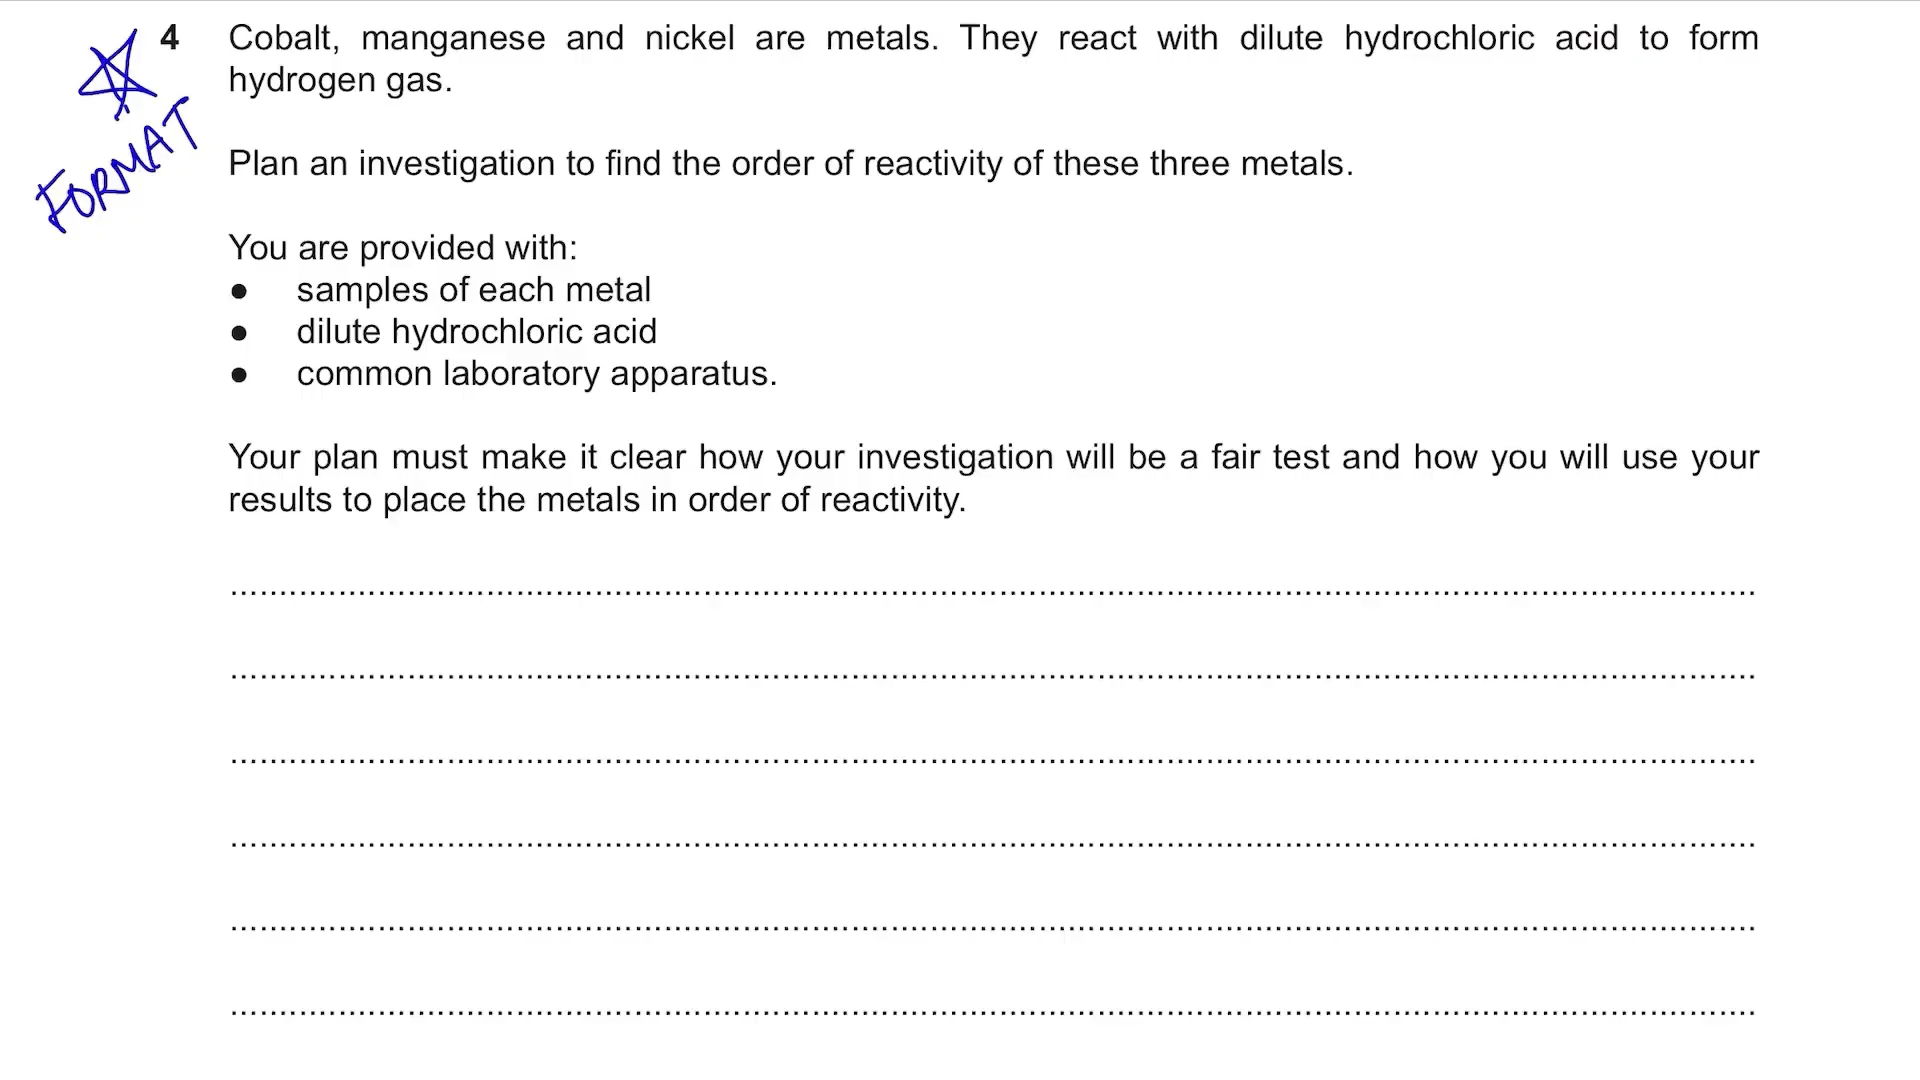 4 Cobalt, manganese and nickel are metals. They react with dilute hydrochloric acid to form
hydrogen gas.
FORMAT
Plan an investigation to find the order of reactivity of these three metals.
You are provided with:
● samples of each metal
● dilute hydrochloric acid
● common laboratory apparatus.
Your plan must make it clear how your investigation will be a fair test and how you will use your
results to place the metals in order of reactivity.